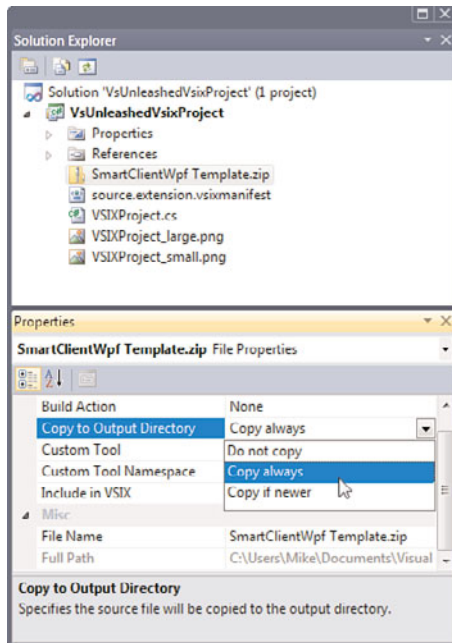 Solution Explorer
Solution 'VsUnleashedVsixProject' (1 project)
VsUnleashedVsixProject
Properties
References
SmartClientWpf Template.zip
source.extension.vsixmanifest
VSIXProject.cs
VSIXProject_large.png
VSIXProject_small.png
Properties
SmartClientWpf Template.zip File Properties
Build Action None
Copy to Output Directory Copy always
Custom Tool Do not copy
Custom Tool Namespace Copy always
Include in VSIX Copy if newer
Misc
File Name SmartClientWpf Template.zip
Full Path C:\Users\Mike\Documents\Visual
Copy to Output Directory
Specifies the source file will be copied to the output directory.